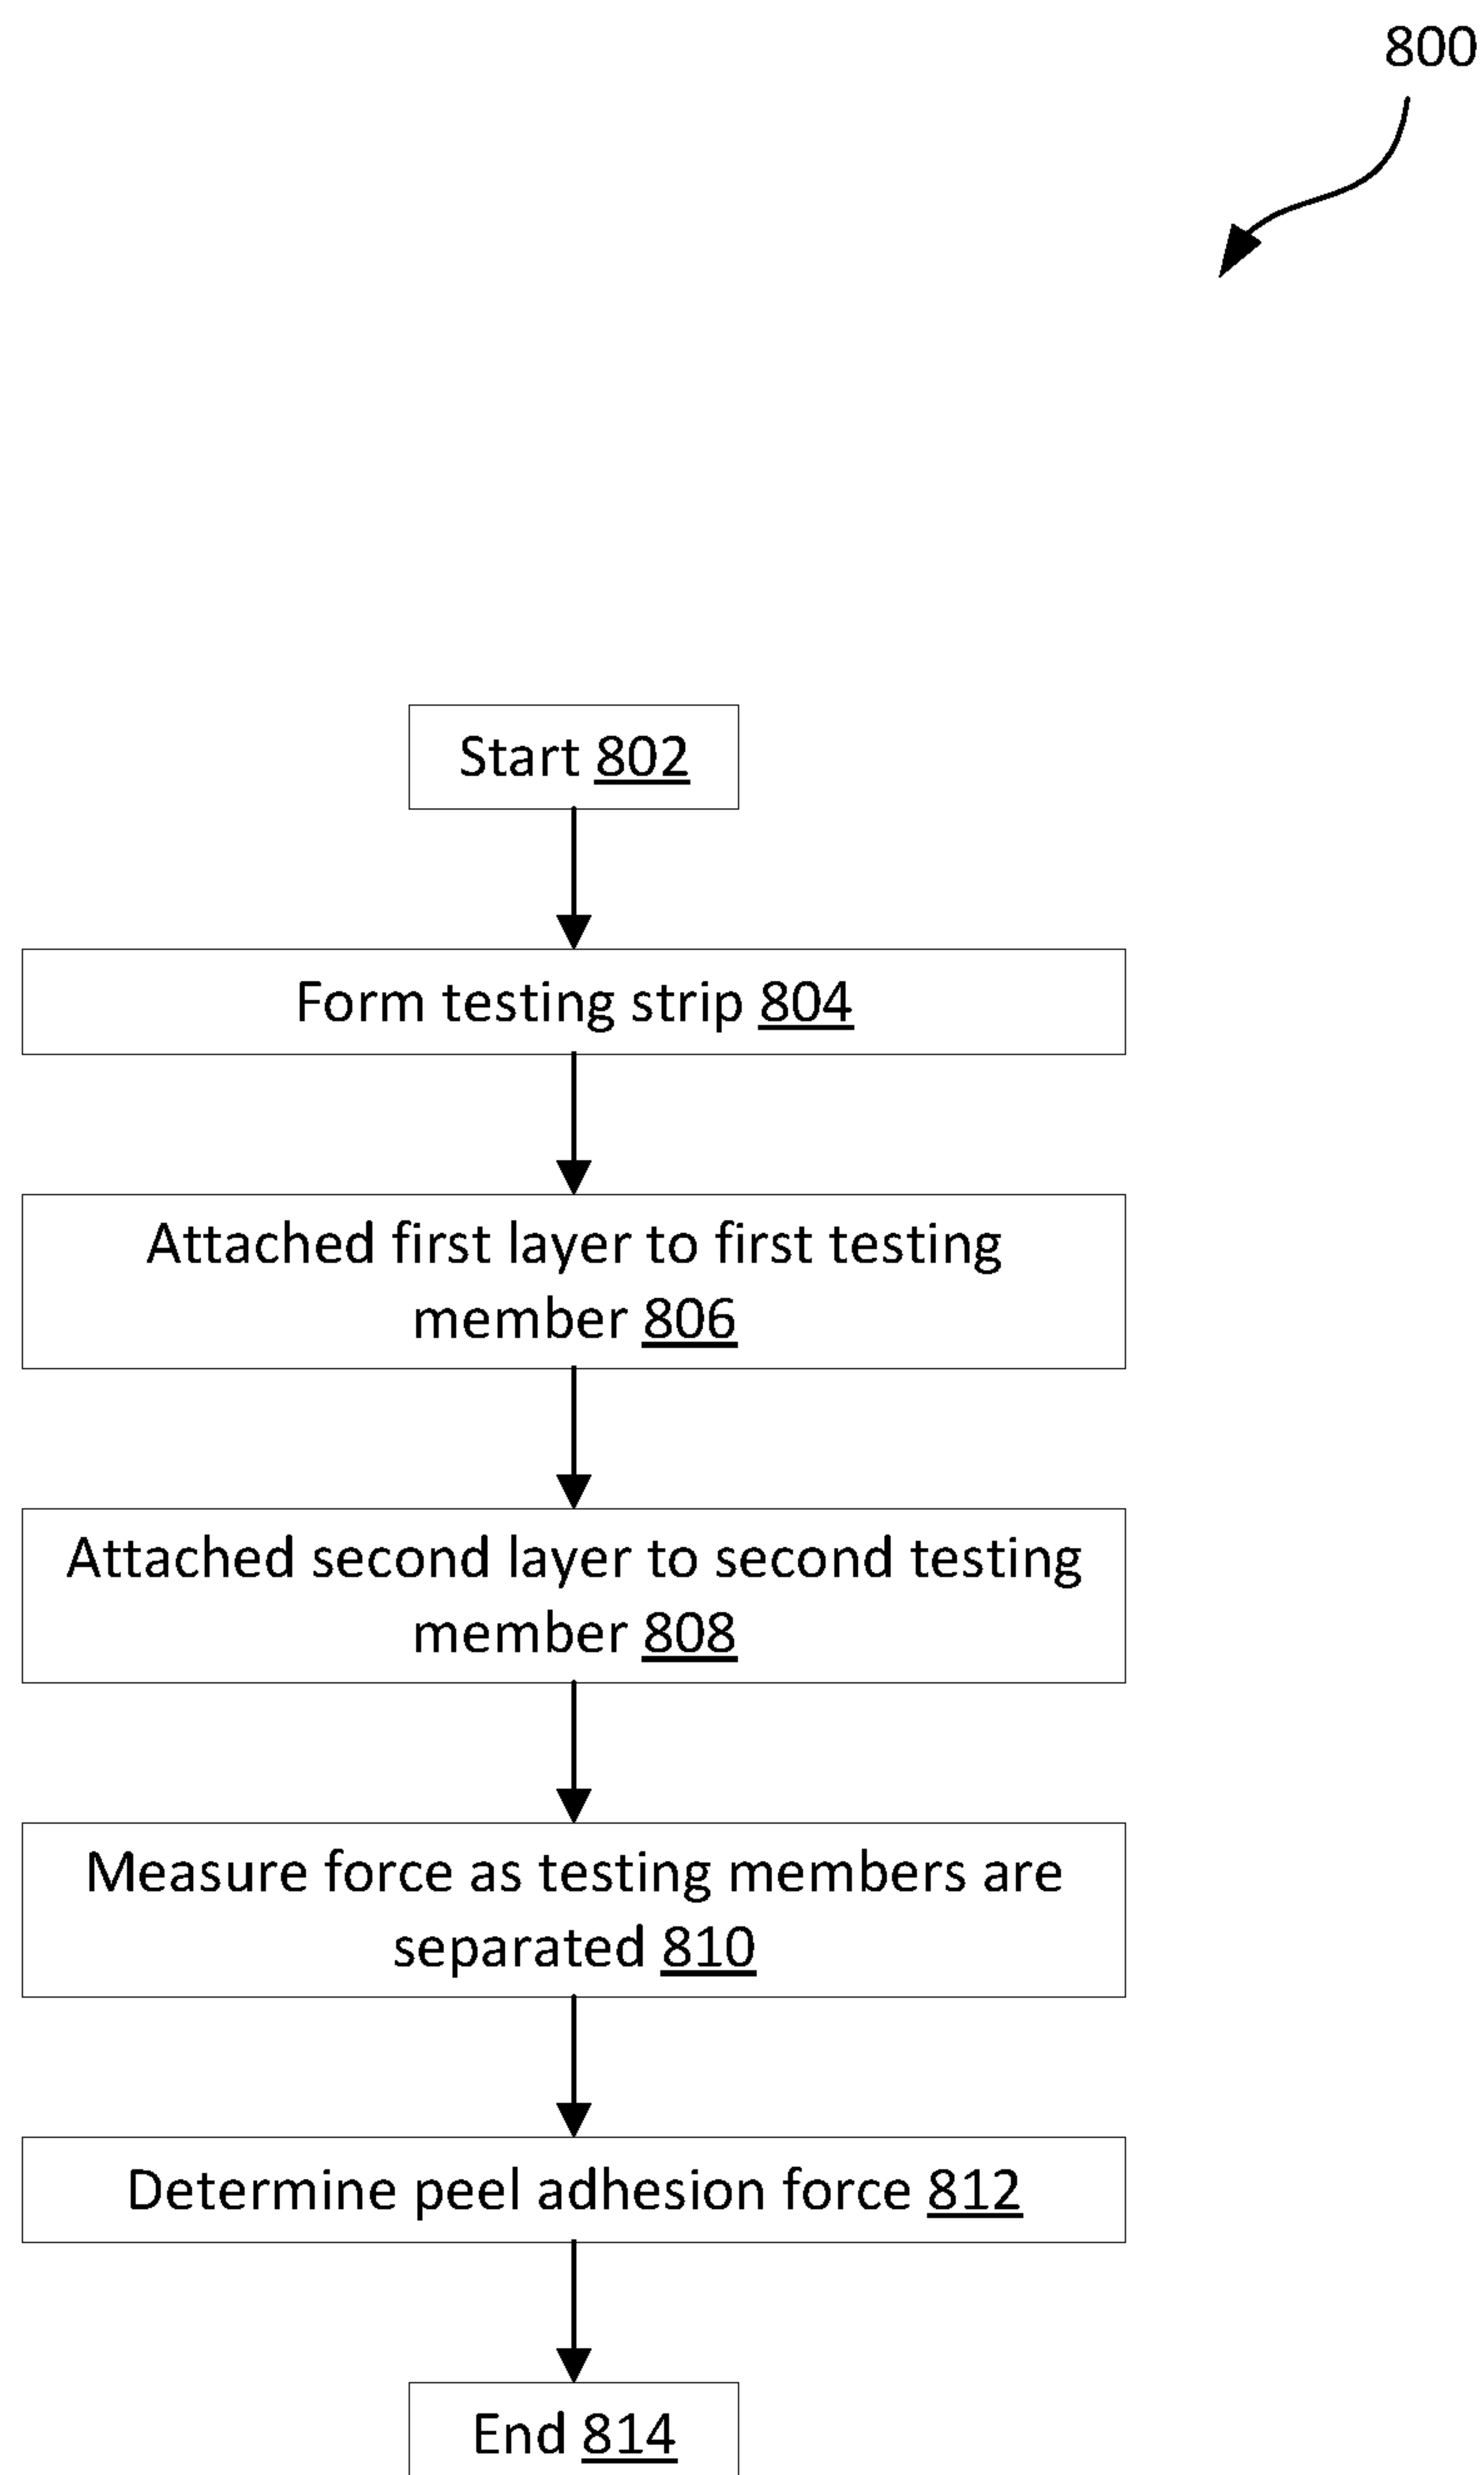 800
Start 802
Form testing strip 804
Attached first layer to first testing
member 806
Attached second layer to second testing
member 808
Measure force as testing members are
separated 810
Determine peel adhesion force 812
End 814